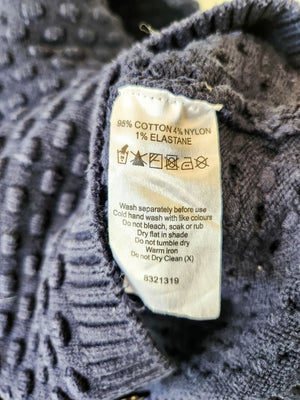 95% COTTON 4% NYLON
1% ELASTANE
Wash separately before use
Cold hand wash with like colours
Do not bleach, soak or rub
Dry flat in shade
Do not tumble dry
Warm iron
Do not Dry Clean (X)
8321319